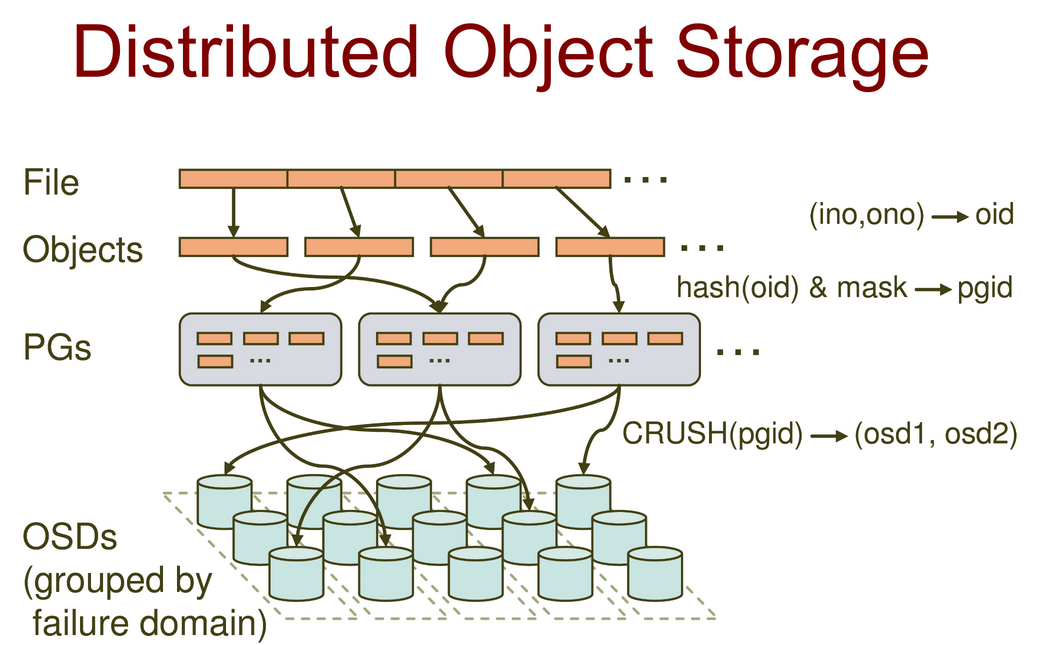 Distributed Object Storage
File
...
(ino,ono) → oid
Objects
...
hash(oid) & mask → pgid
PGs
...
...
...
...
CRUSH(pgid) → (osd1, osd2)
OSDs
(grouped by
failure domain)